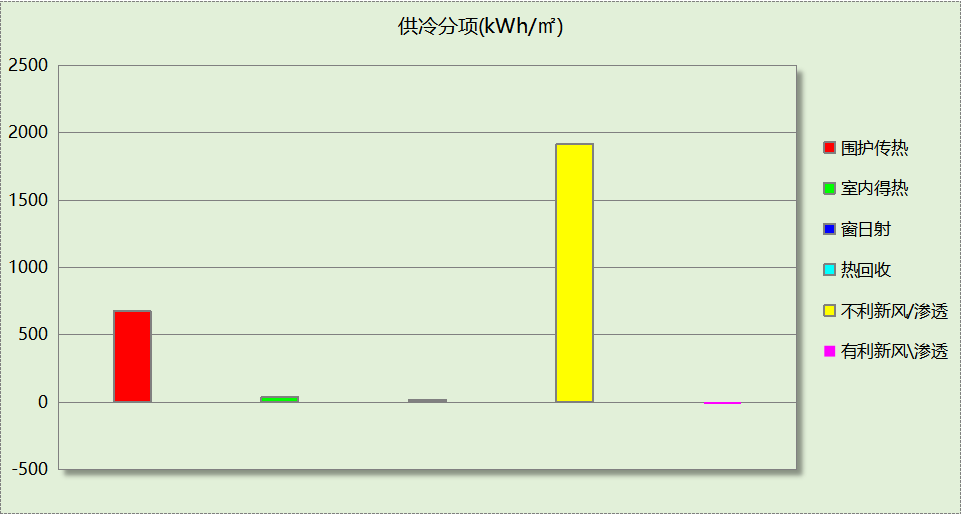 供冷分项(kWh/㎡)
2500
2000
1500
1000
500
0
-500
围护传热
室内得热
窗日射
热回收
不利新风/渗透
有利新风\渗透